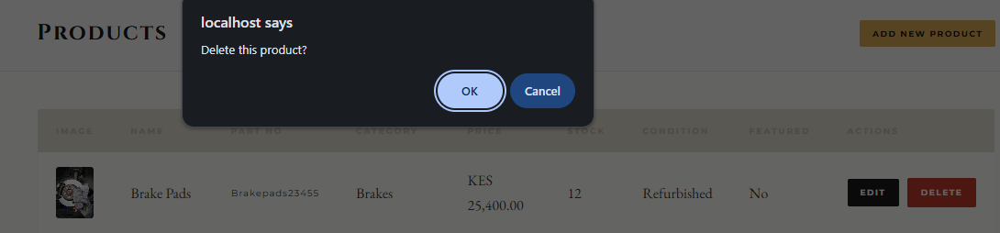 localhost says
Delete this product?
OK
Cancel
PRODUCTS
ADD NEW PRODUCT
IMAGE NAME PART NO CATEGORY PRICE STOCK CONDITION FEATURED ACTIONS
Brake Pads Brakepads23455 Brakes KES 25,400.00 12 Refurbished No EDIT DELETE